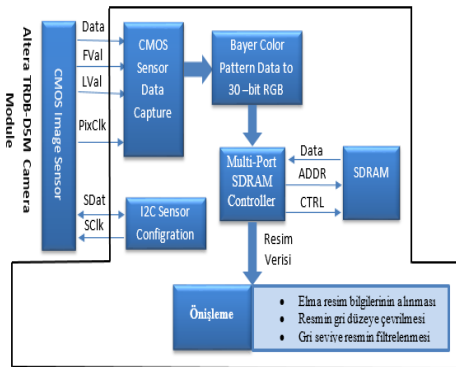 Altera TRDB-D5M Camera
Module
CMOS Image Sensor
Data
FVal
LVal
PixClk
SDat
SClk
CMOS
Sensor
Data
Capture
I2C Sensor
Configration
Bayer Color
Pattern Data to
30 –bit RGB
Multi-Port
SDRAM
Controller
Data
ADDR
CTRL
SDRAM
Resim
Verisi
Önişleme
• Elma resim bilgilerinin alınması
• Resmin gri düzeye çevrilmesi
• Gri seviye resmin filtrelenmesi